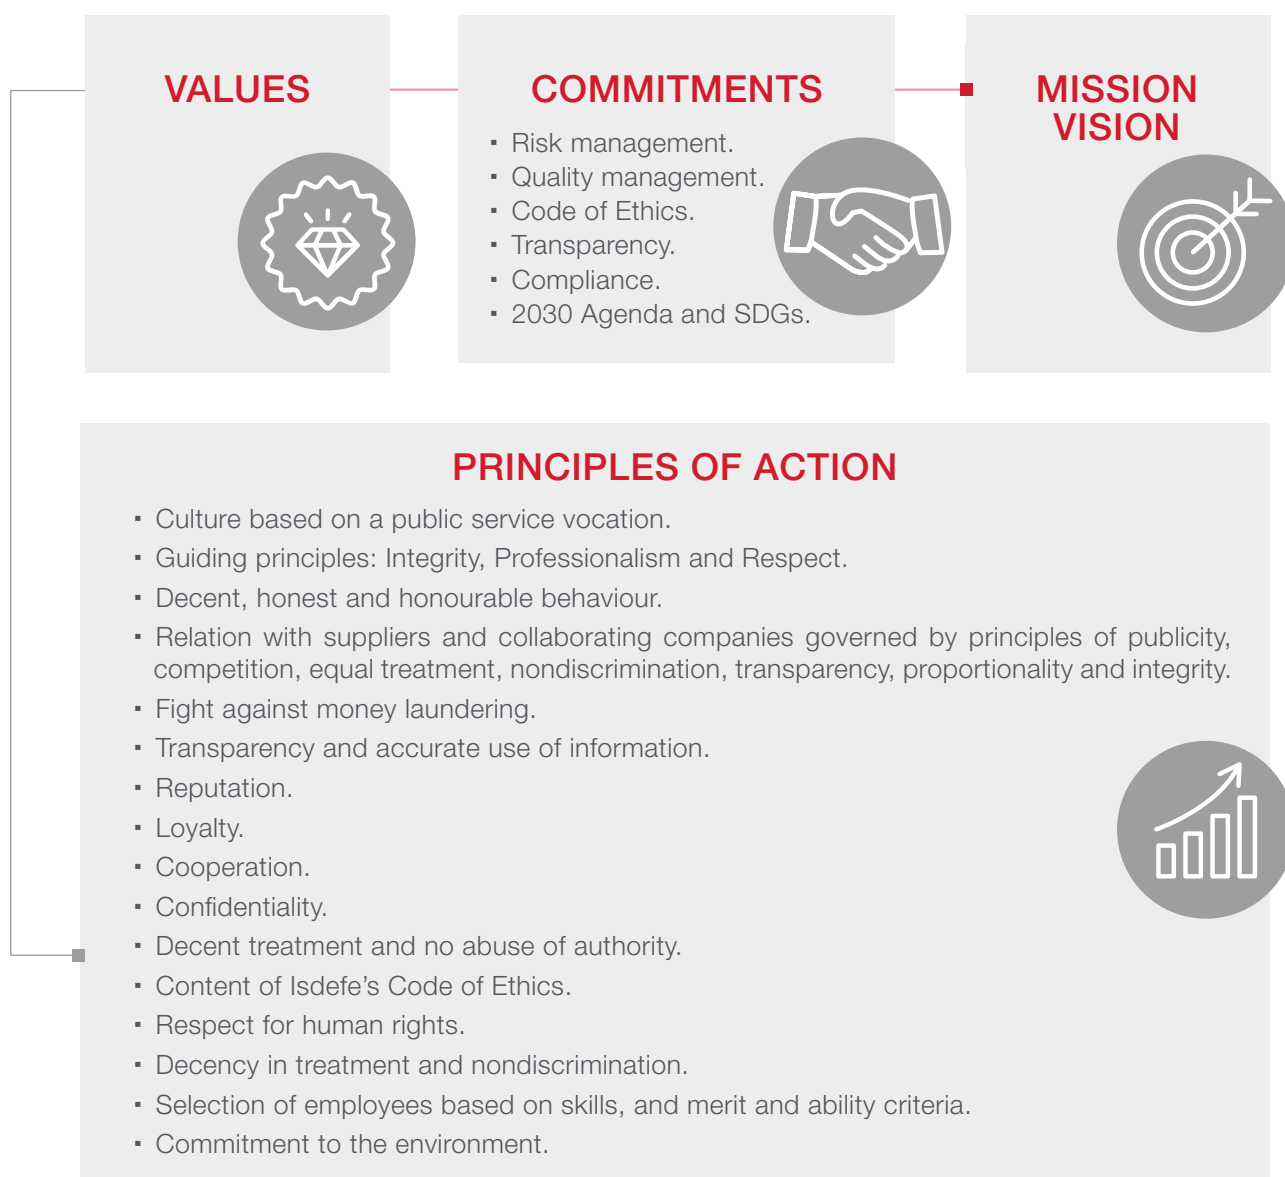 VALUES
COMMITMENTS
▪ Risk management.
▪ Quality management.
▪ Code of Ethics.
▪ Transparency.
▪ Compliance.
▪ 2030 Agenda and SDGs.
MISSION
VISION
PRINCIPLES OF ACTION
▪ Culture based on a public service vocation.
▪ Guiding principles: Integrity, Professionalism and Respect.
▪ Decent, honest and honourable behaviour.
▪ Relation with suppliers and collaborating companies governed by principles of publicity,
competition, equal treatment, nondiscrimination, transparency, proportionality and integrity.
▪ Fight against money laundering.
▪ Transparency and accurate use of information.
▪ Reputation.
▪ Loyalty.
▪ Cooperation.
▪ Confidentiality.
▪ Decent treatment and no abuse of authority.
▪ Content of Isdefe’s Code of Ethics.
▪ Respect for human rights.
▪ Decency in treatment and nondiscrimination.
▪ Selection of employees based on skills, and merit and ability criteria.
▪ Commitment to the environment.